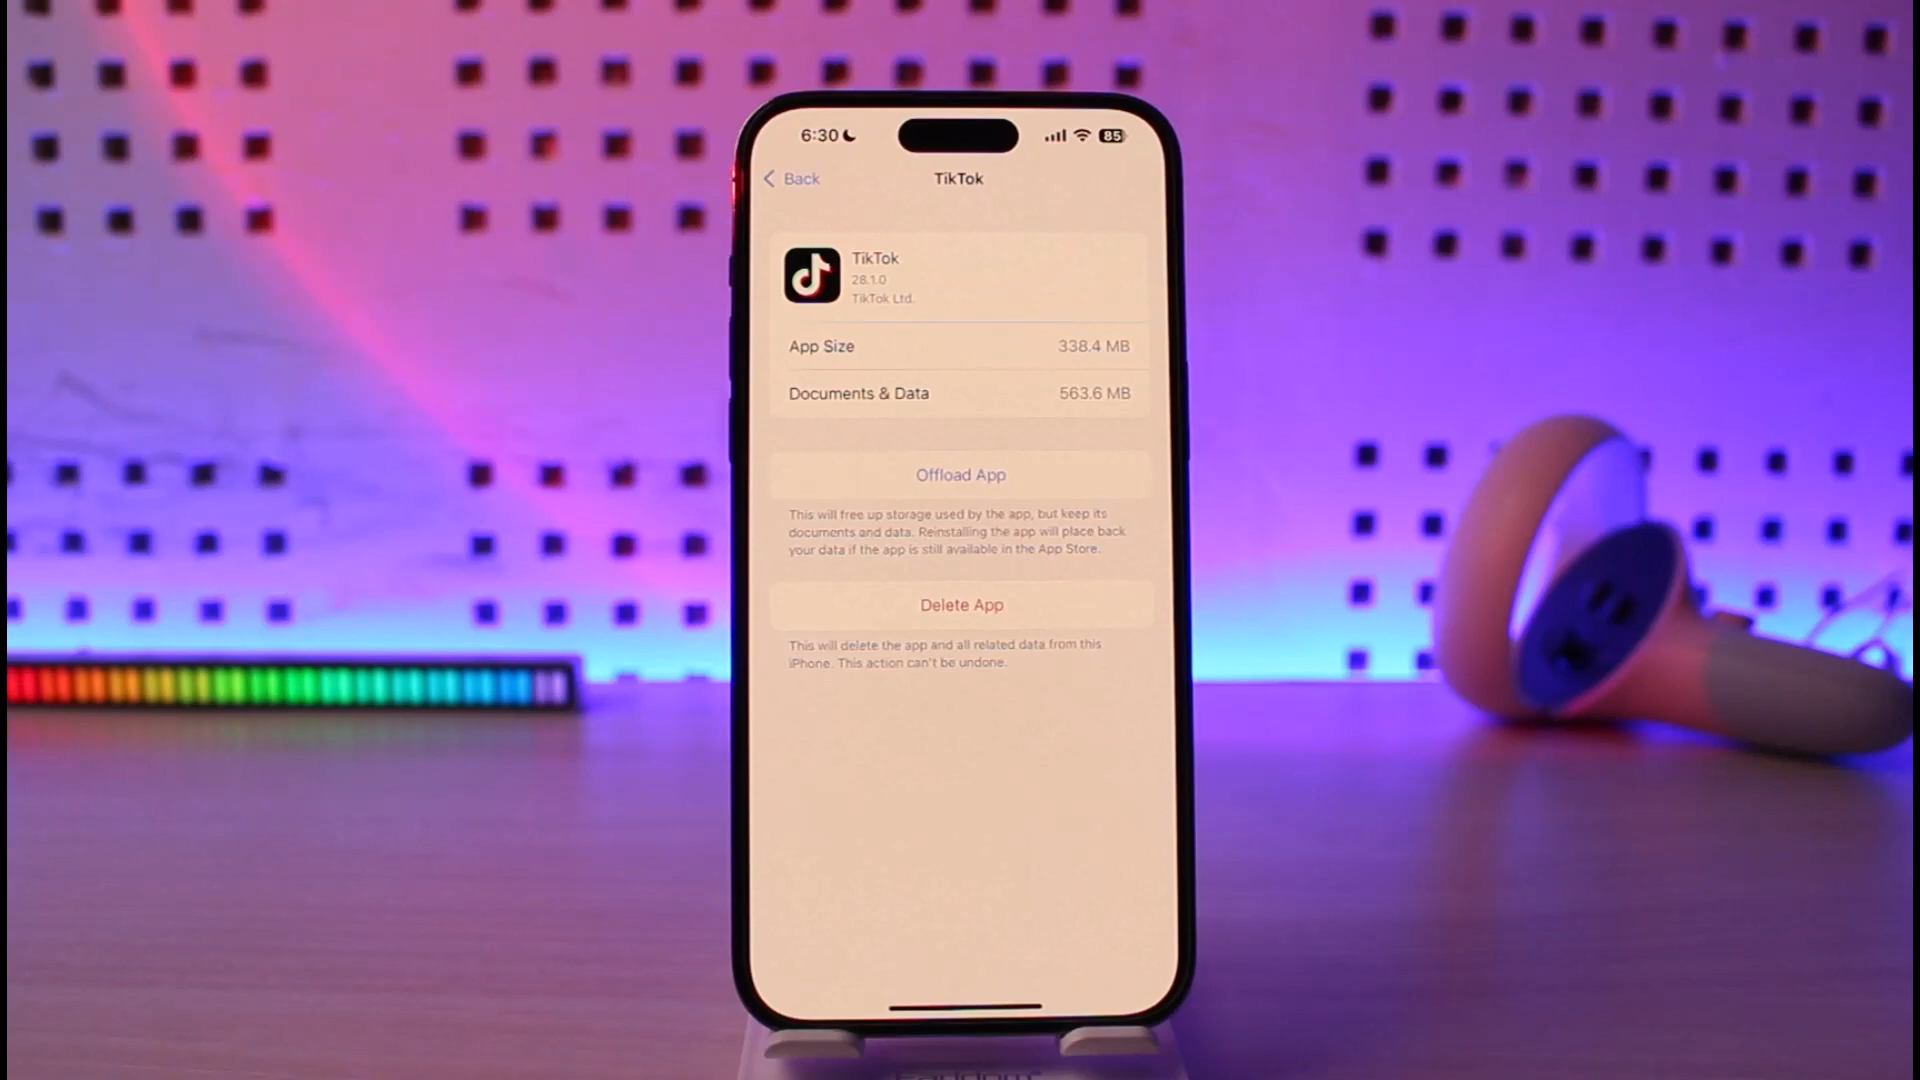 6:30
85
Back
TikTok
TikTok
28.1.0
TikTok Ltd.
App Size
338.4 MB
Documents & Data
563.6 MB
Offload App
This will free up storage used by the app, but keep its
documents and data. Reinstalling the app will place back
your data if the app is still available in the App Store.
Delete App
This will delete the app and all related data from this
iPhone. This action can't be undone.